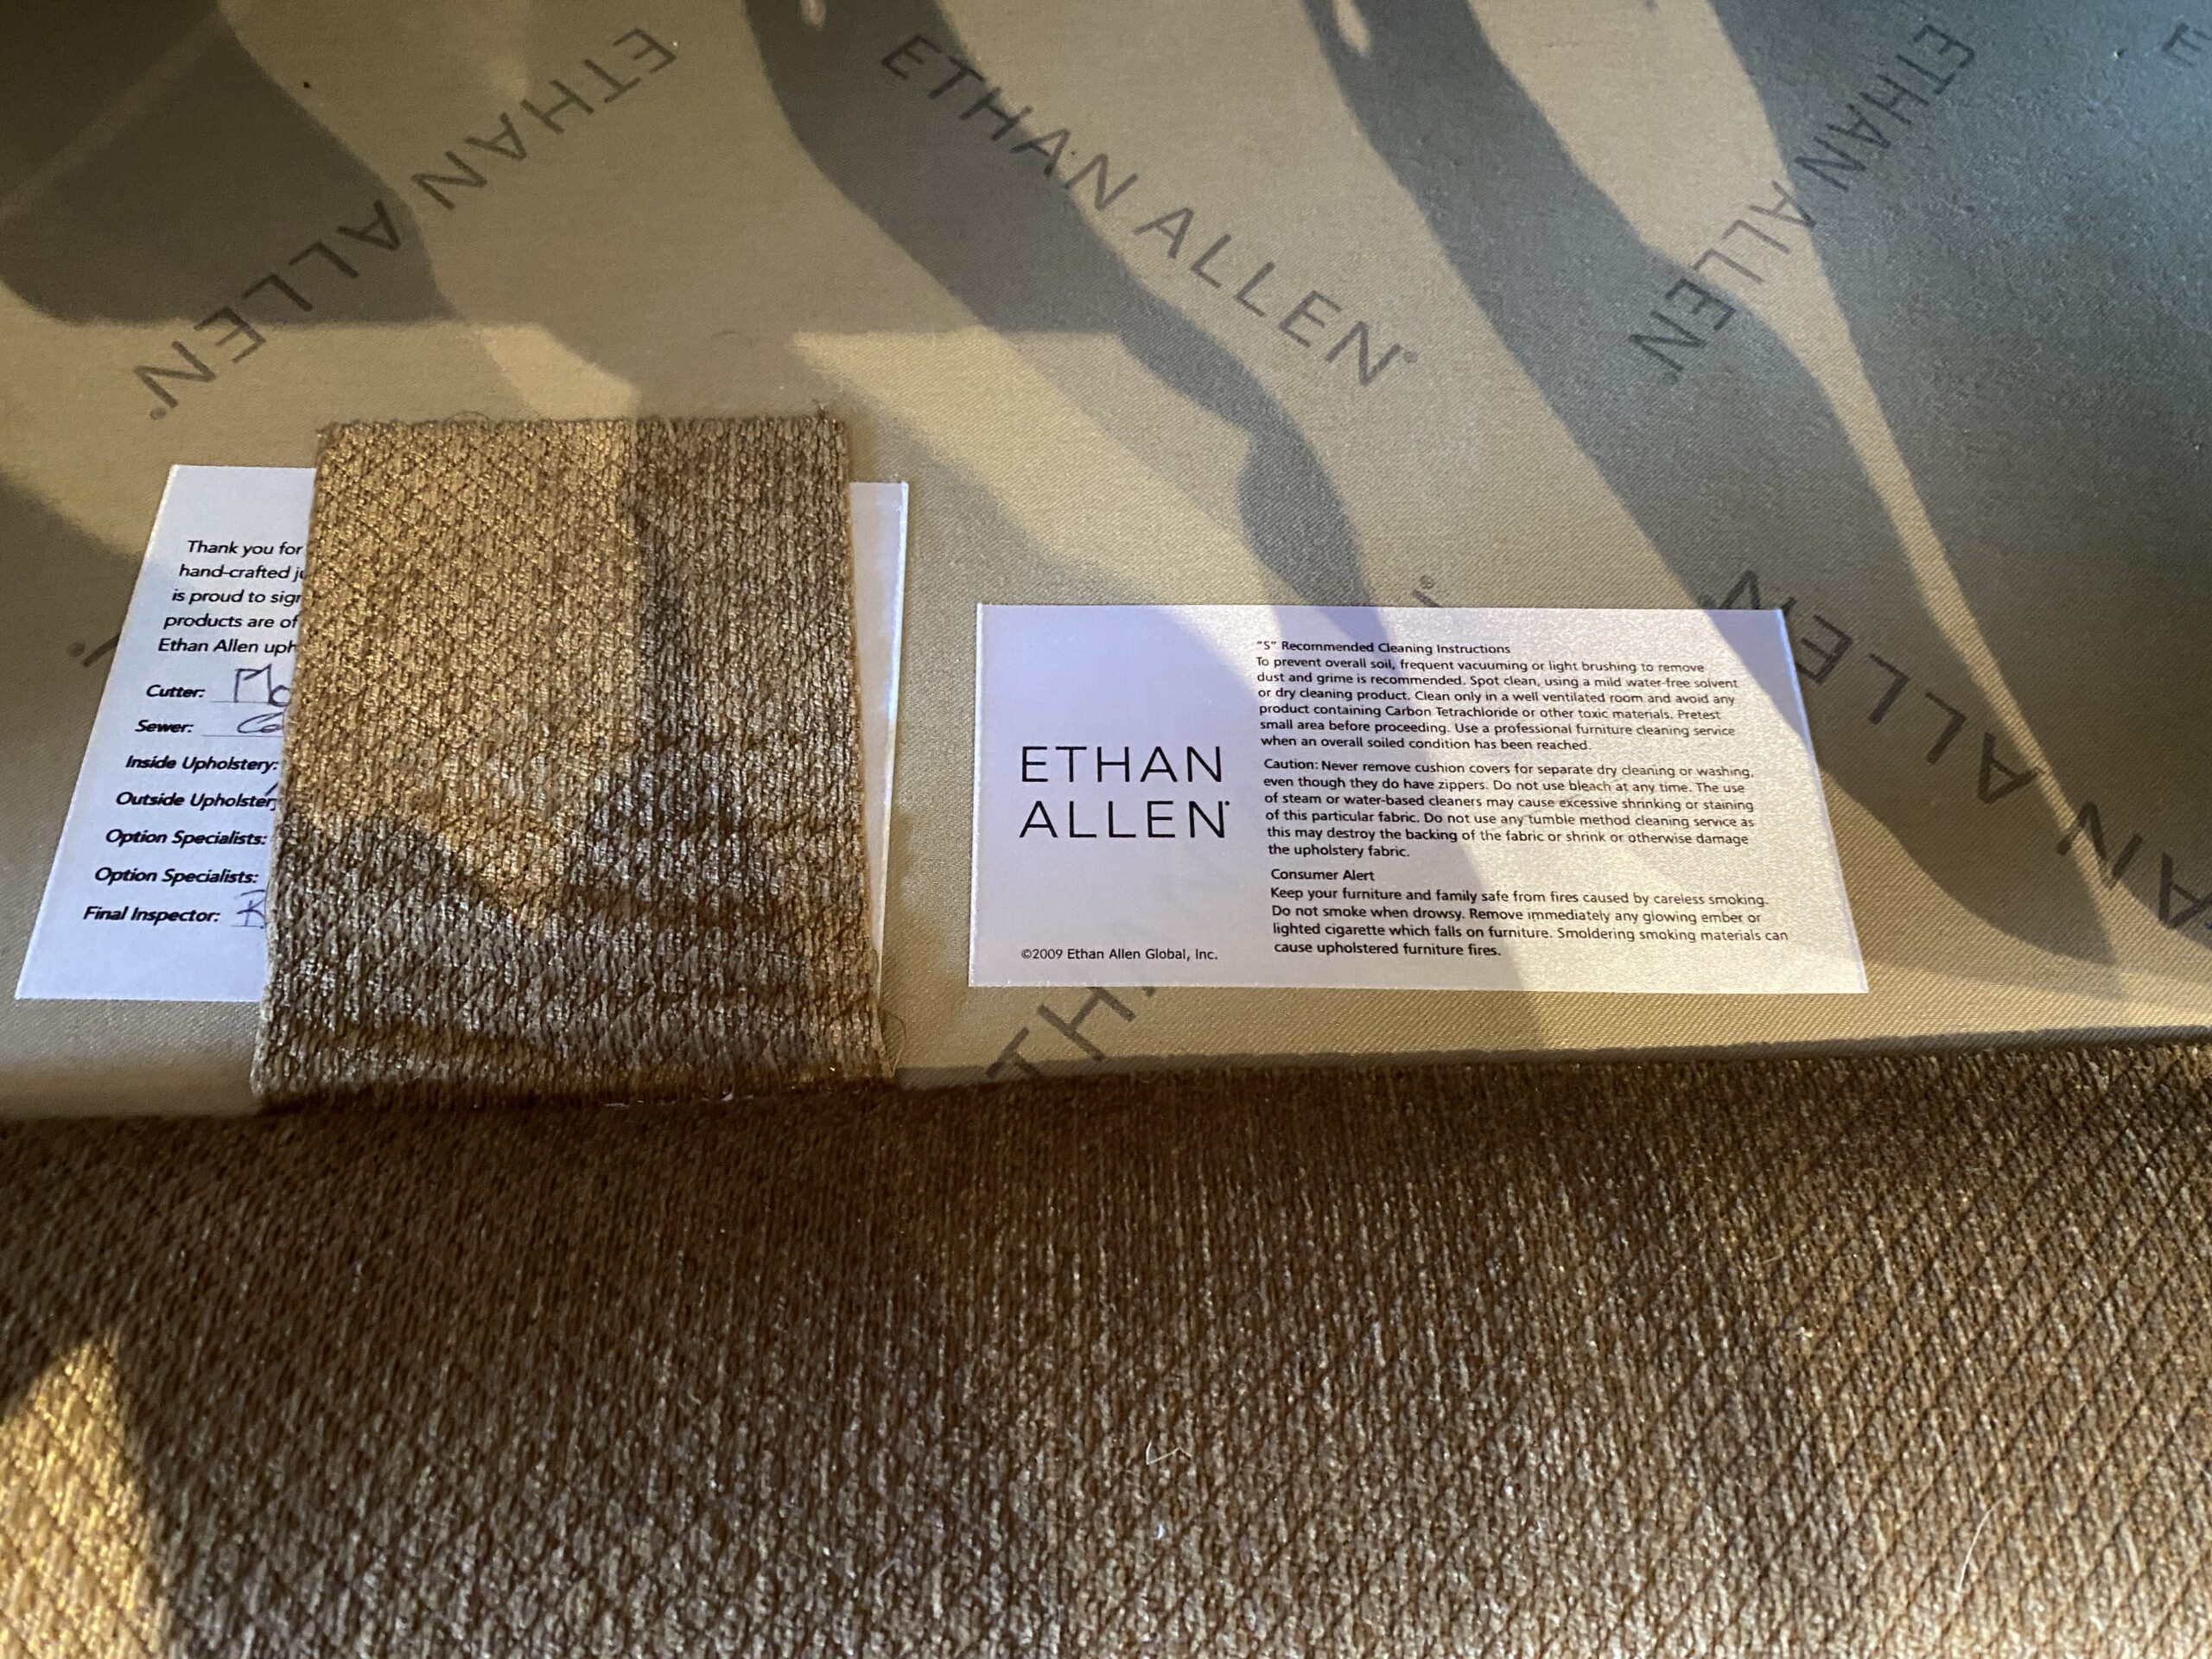 ETHAN ALLEN®
ETHAN ALLEN®
ETHAN ALLEN®
E
Thank you for
hand-crafted
is proud to
products are of
Ethan Allen
Cutter:
Sewer:
Inside Upholstery:
Outside
Option Specialists:
Option Specialists:
Final Inspector:
ETHAN
ALLEN®
©2009 Ethan Allen Global, Inc.
"S" Recommended Cleaning Instructions
To prevent overall soil, frequent vacuuming or light brushing to remove
dust and grime is recommended. Spot clean, using a mild water-free solvent
or dry cleaning product. Clean only in a well ventilated room and avoid any
product containing Carbon Tetrachloride or other toxic materials. Pretest
small area before proceeding. Use a professional furniture cleaning service
when an overall soiled condition has been reached.
Caution: Never remove cushion covers for separate dry cleaning or washing,
even though they do have zippers. Do not use bleach at any time. The use
of steam or water-based cleaners may cause excessive shrinking or staining
of this particular fabric. Do not use any tumble method cleaning service as
this may destroy the backing of the fabric or shrink or otherwise damage
the upholstery fabric.
Consumer Alert
Keep your furniture and family safe from fires caused by careless smoking.
Do not smoke when drowsy. Remove immediately any glowing ember or
lighted cigarette which falls on furniture. Smoldering smoking materials can
cause upholstered furniture fires.
AN ALLEN
TH